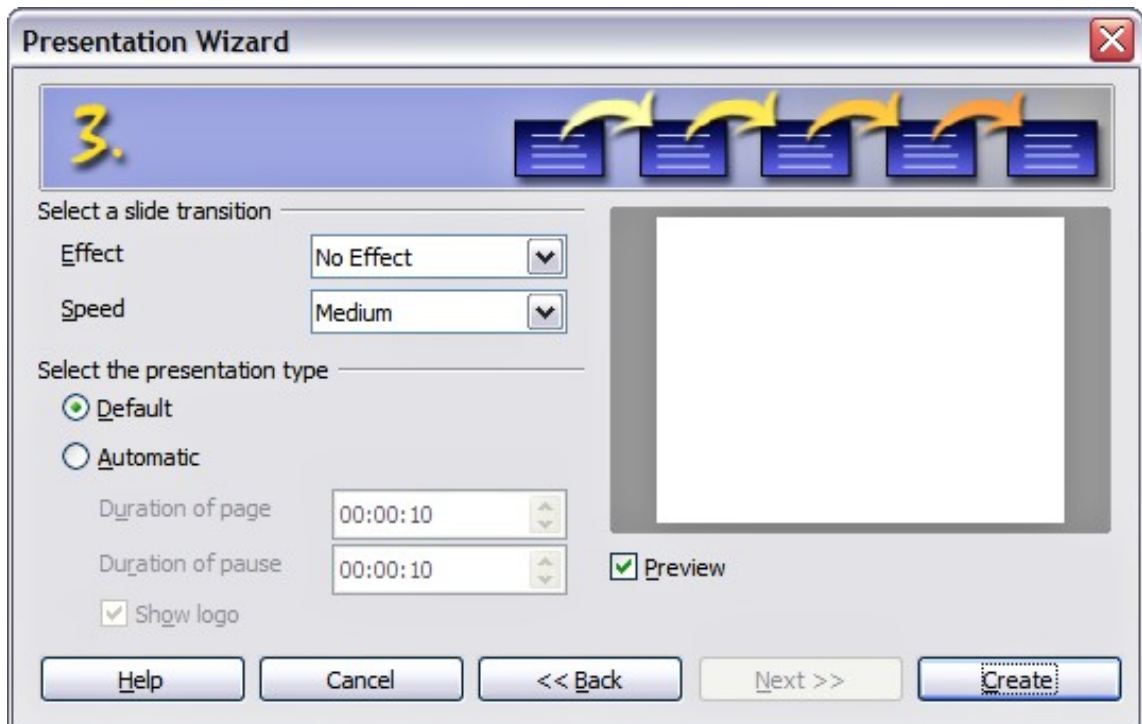 Presentation Wizard
3.
Select a slide transition
Effect No Effect
Speed Medium
Select the presentation type
Default
Automatic
Duration of page 00:00:10
Duration of pause 00:00:10
Preview
Show logo
Help Cancel << Back Next >> Create